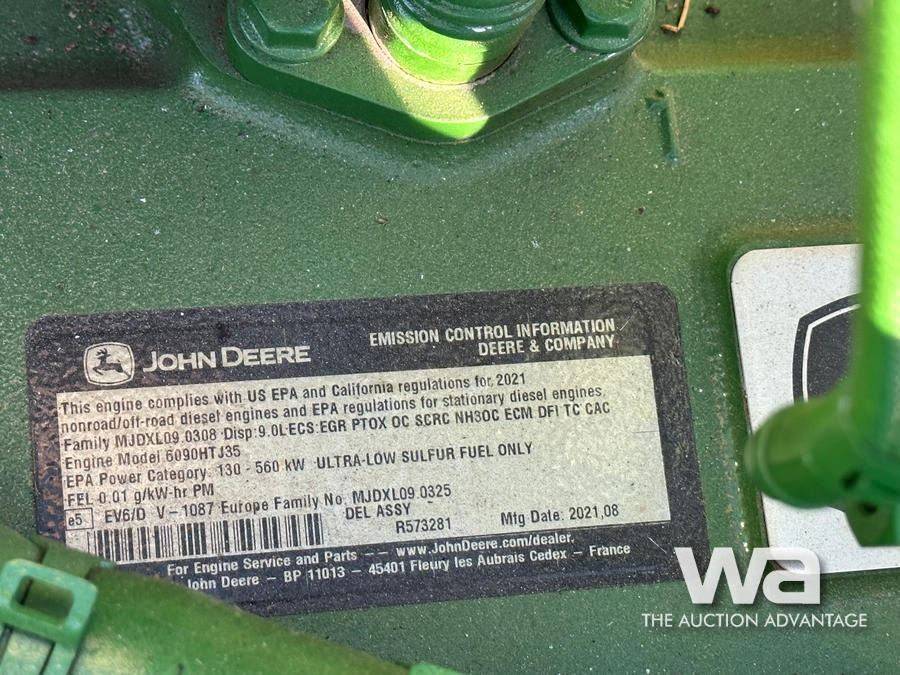 JOHN DEERE
EMISSION CONTROL INFORMATION
DEERE & COMPANY
This engine complies with US EPA and California regulations for 2021
nonroad/off-road diesel engines and EPA regulations for stationary diesel engines
Family MJDXL09.0308 Disp:9.0L ECS:EGR PTOX OC SCRC NH3OC ECM DFI TC CAC
Engine Model 6090HTJ35
EPA Power Category: 130 - 560 kW ULTRA-LOW SULFUR FUEL ONLY
FEL 0.01 g/kW-hr PM
e5 EV6/D V - 1087 Europe Family No. MJDXL09.0325
DEL ASSY
R573281 Mfg Date: 2021,08
For Engine Service and Parts -- www.JohnDeere.com/dealer.
John Deere - BP 11013 - 45401 Fleury les Aubrais Cedex - France
wa
THE AUCTION ADVANTAGE